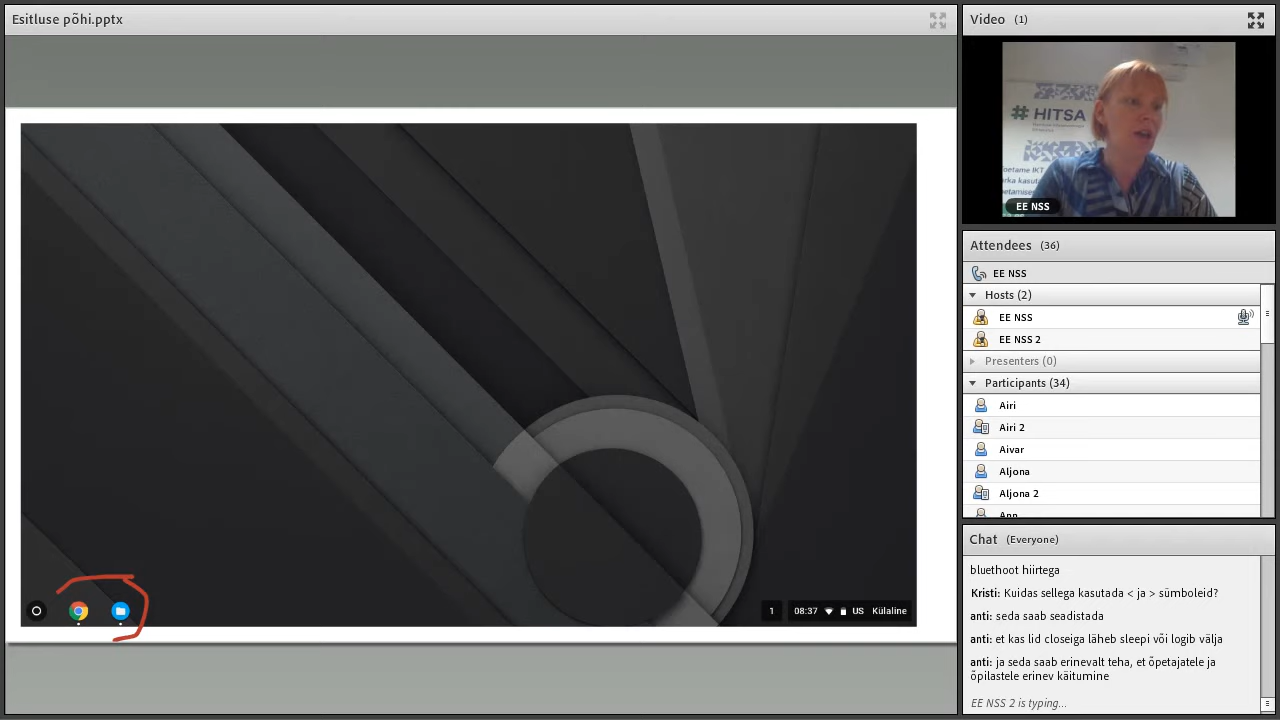 Esitluse põhi.pptx
1
08:37
US
Külaline
Video (1)
# HITSA
EE NSS
Attendees (36)
EE NSS
Hosts (2)
EE NSS
EE NSS 2
Presenters (0)
Participants (34)
Airi
Airi 2
Aivar
Aljona
Aljona 2
Chat (Everyone)
bluethoot hiirtega
Kristi: Kuidas sellega kasutada < ja > sümboleid?
anti: seda saab seadistada
anti: et kas lid closeiga läheb sleepi või logib välja
anti: ja seda saab erinevalt teha, et õpetajatele ja
õpilastele erinev käitumine
EE NSS 2 is typing...